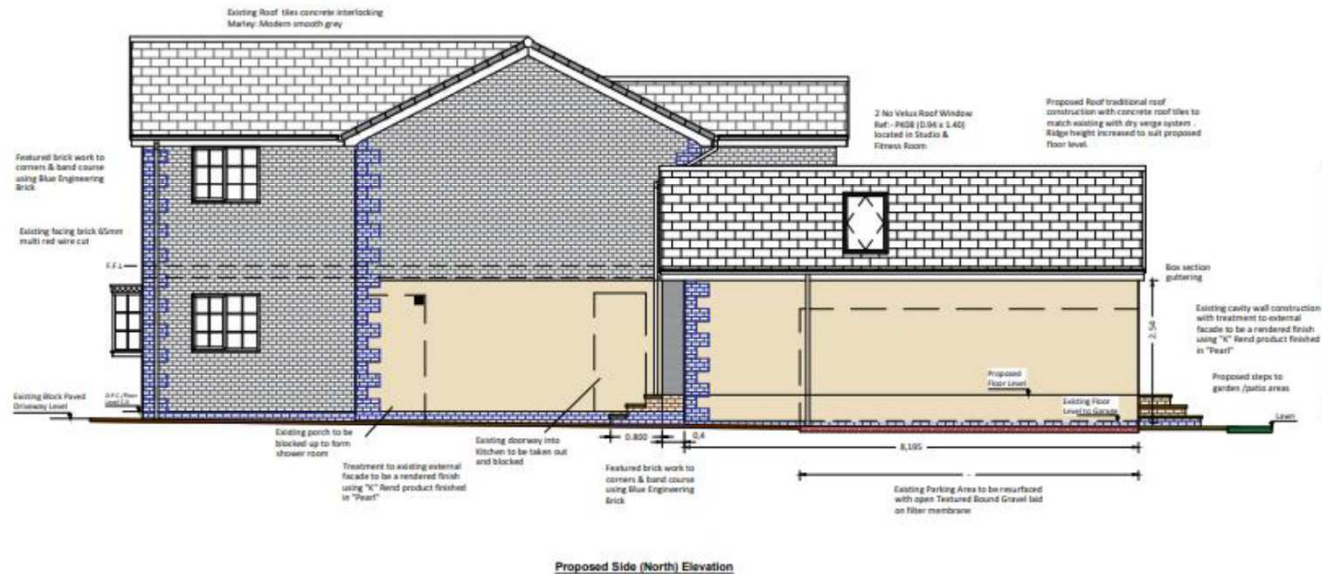 Existing Roof tiles concrete interlocking
Marley: Modern smooth grey
2 No Velux Roof Window
Ref:- PK08 (0.94 x 1.40)
located in Studio &
Fitness Room
Proposed Roof traditional roof
construction with concrete roof tiles to
match existing with dry verge system .
Ridge height increased to suit proposed
floor level.
Featured brick work to
corners & band course
using Blue Engineering
Brick
Existing facing brick 65mm
multi red wire cut
F.F.L
Box section
guttering
2.54
Existing cavity wall construction
with treatment to external
facade to be a rendered finish
using "K" Rend product finished
in "Pearl"
Proposed steps to
garden /patio areas
Proposed
Floor Level
Existing Floor
Level to Garage
Lawn
Existing Block Paved
Driveway Level
Existing porch to be
blocked up to form
shower room
Existing doorway into
Kitchen to be taken out
and blocked
0.800
0,4
8,195
Treatment to existing external
facade to be a rendered finish
using "K" Rend product finished
in "Pearl"
Featured brick work to
corners & band course
using Blue Engineering
Brick
Existing Parking Area to be resurfaced
with open Textured Bound Gravel laid
on filter membrane
Proposed Side (North) Elevation